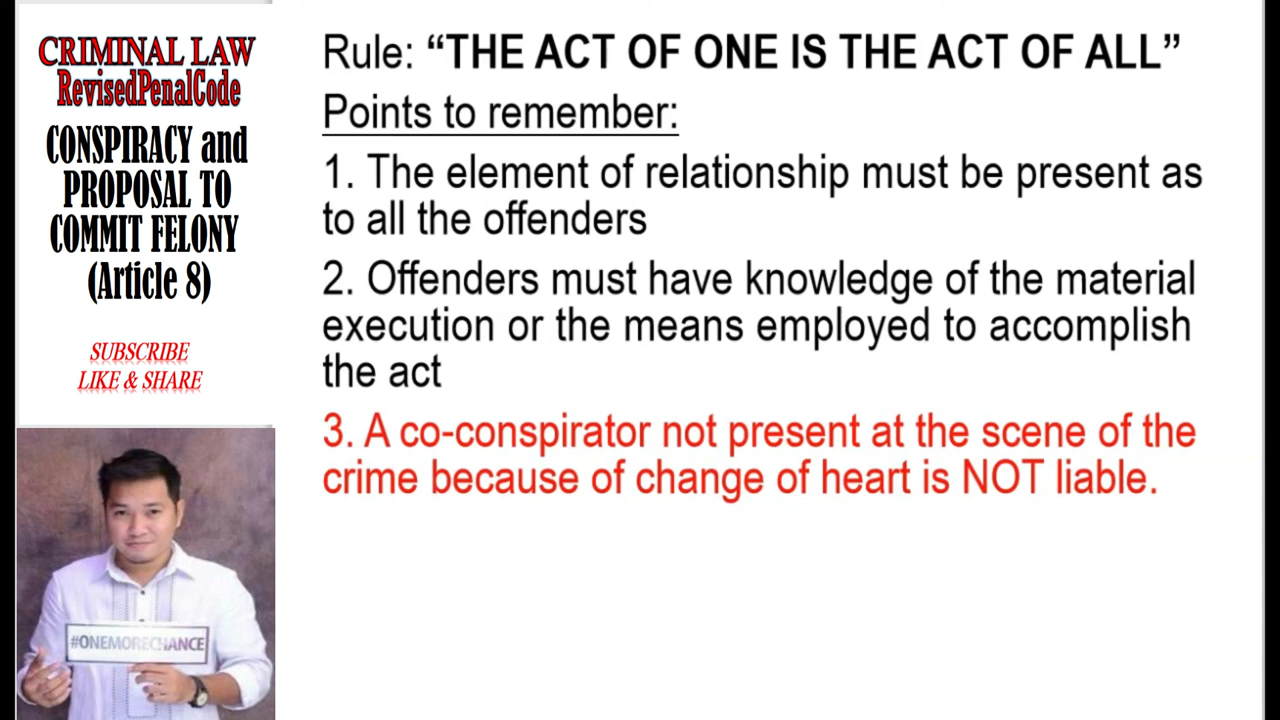 CRIMINAL LAW
RevisedPenalCode
CONSPIRACY and
PROPOSAL TO
COMMIT FELONY
(Article 8)
SUBSCRIBE
LIKE & SHARE
#ONEMORECHANCE
Rule: “THE ACT OF ONE IS THE ACT OF ALL”
Points to remember:
1. The element of relationship must be present as
to all the offenders
2. Offenders must have knowledge of the material
execution or the means employed to accomplish
the act
3. A co-conspirator not present at the scene of the
crime because of change of heart is NOT liable.